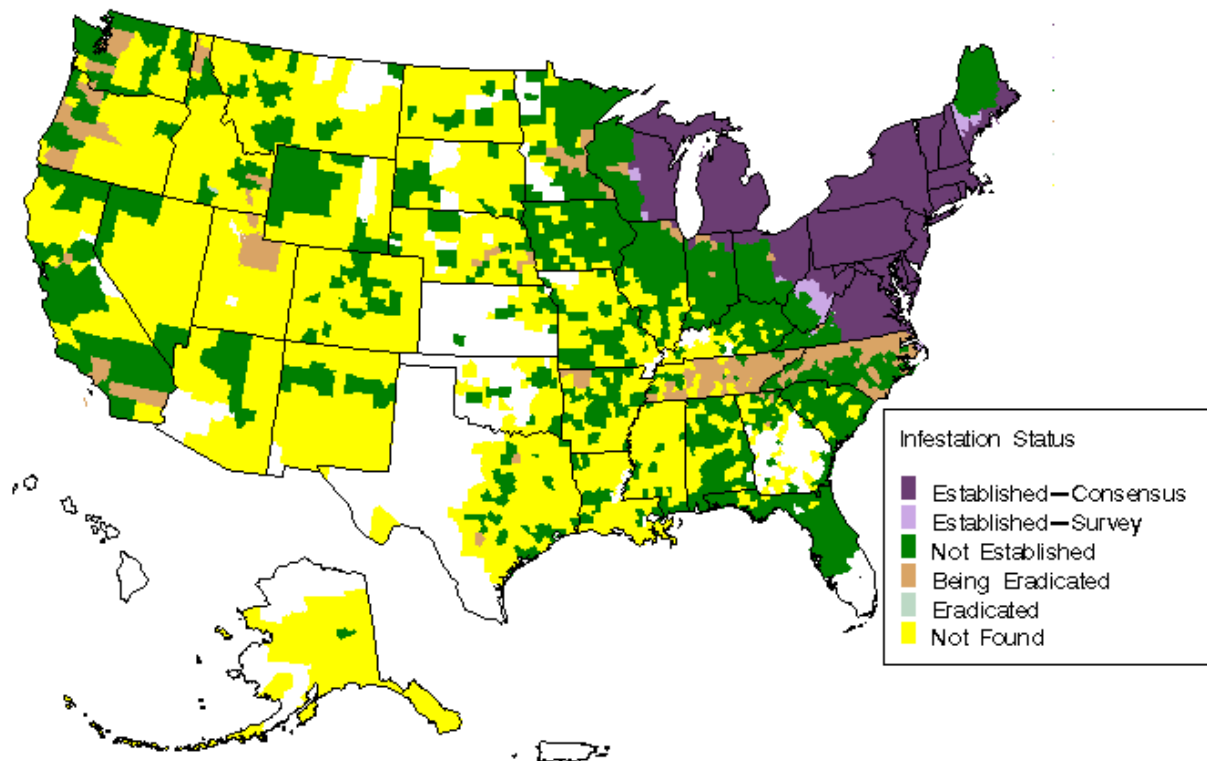 Infestation Status
Established—Consensus
Established—Survey
Not Established
Being Eradicated
Eradicated
Not Found